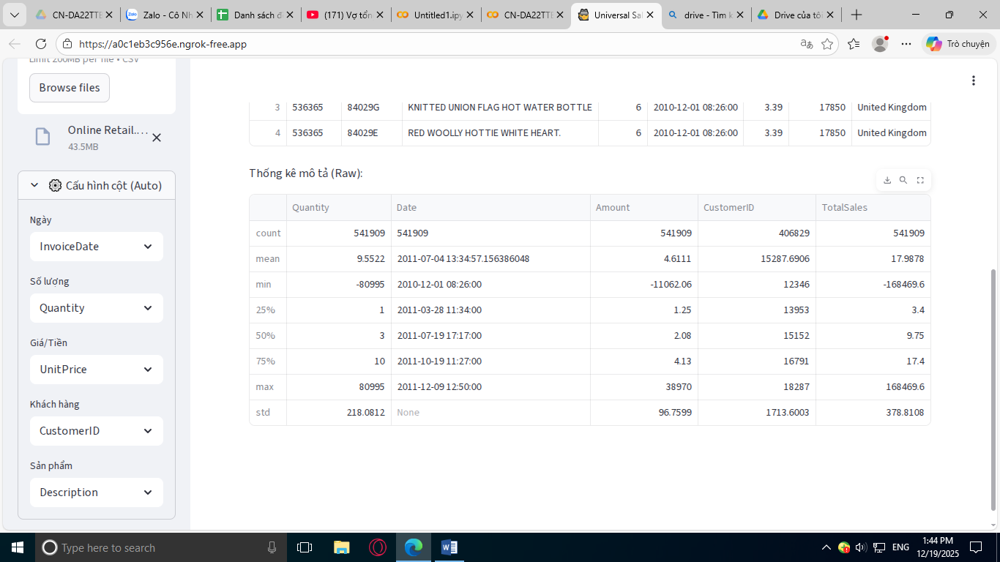 CN-DA22TTE
Zalo - Cô Nh
Danh sách đ
(171) Vợ tổn
Untitled1.ipy
CN-DA22TTE
Universal Sal
drive - Tìm k
Drive của tôi
https://a0c1eb3c956e.ngrok-free.app
Trò chuyện
Limit 200MB per file • CSV
Browse files
Online Retail....
43.5MB
Cấu hình cột (Auto)
Ngày
InvoiceDate
Số lượng
Quantity
Giá/Tiền
UnitPrice
Khách hàng
CustomerID
Sản phẩm
Description
3 536365 84029G KNITTED UNION FLAG HOT WATER BOTTLE 6 2010-12-01 08:26:00 3.39 17850 United Kingdom
4 536365 84029E RED WOOLLY HOTTIE WHITE HEART. 6 2010-12-01 08:26:00 3.39 17850 United Kingdom
Thống kê mô tả (Raw):
Quantity Date Amount CustomerID TotalSales
count 541909 541909 541909 406829 541909
mean 9.5522 2011-07-04 13:34:57.156386048 4.6111 15287.6906 17.9878
min -80995 2010-12-01 08:26:00 -11062.06 12346 -168469.6
25% 1 2011-03-28 11:34:00 1.25 13953 3.4
50% 3 2011-07-19 17:17:00 2.08 15152 9.75
75% 10 2011-10-19 11:27:00 4.13 16791 17.4
max 80995 2011-12-09 12:50:00 38970 18287 168469.6
std 218.0812 None 96.7599 1713.6003 378.8108
Type here to search
ENG
1:44 PM
12/19/2025